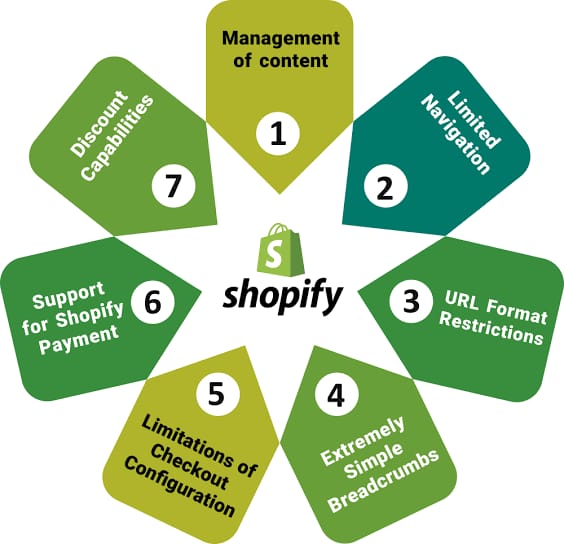 Management
of content
1
Limited
Navigation
2
3
URL Format
Restrictions
4
Extremely
Simple
Breadcrumbs
5
Limitations of
Checkout
Configuration
Support
for Shopify
Payment
6
Discount
Capabilities
7
S
shopify